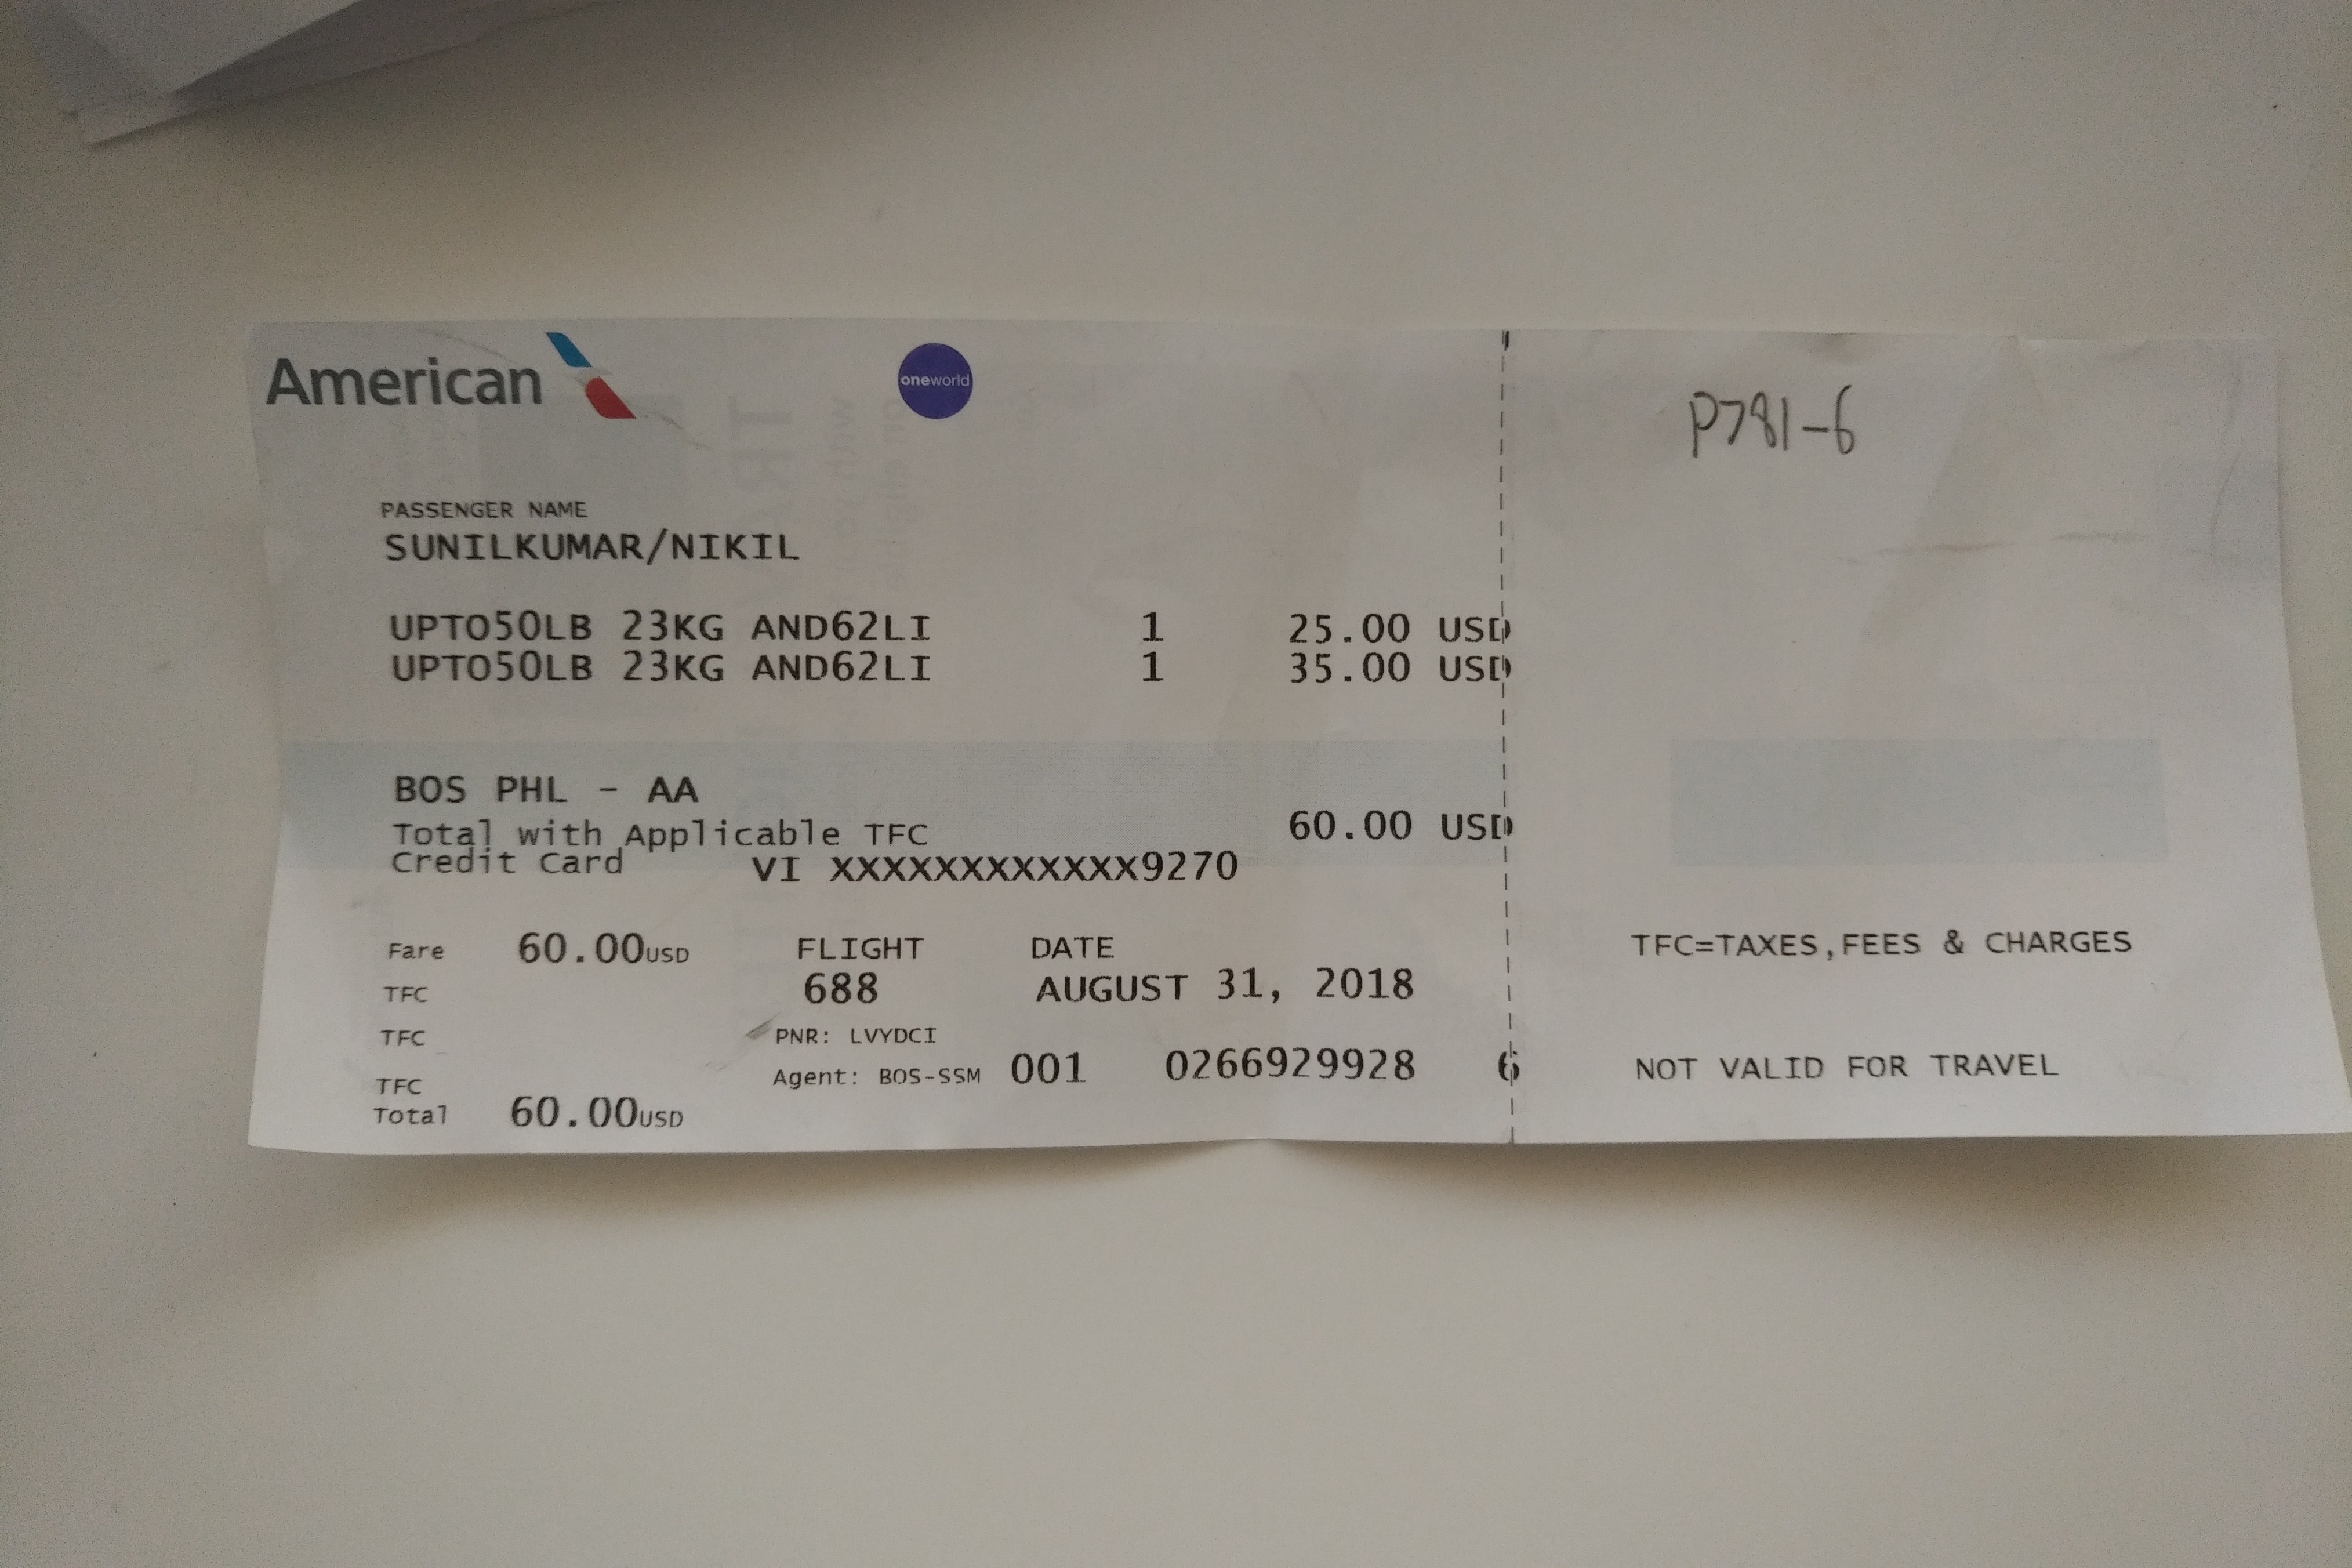 American
oneworld
P781-6
PASSENGER NAME
SUNILKUMAR/NIKIL
UPTO50LB 23KG AND62LI 1 25.00 USD
UPTO50LB 23KG AND62LI 1 35.00 USD
BOS PHL - AA
Total with Applicable TFC 60.00 USD
Credit Card VI XXXXXXXXXXXX9270
Fare 60.00USD FLIGHT DATE TFC=TAXES,FEES & CHARGES
TFC 688 AUGUST 31, 2018
TFC PNR: LVYDCI
Agent: BOS-SSM 001 0266929928 6 NOT VALID FOR TRAVEL
TFC
Total 60.00USD